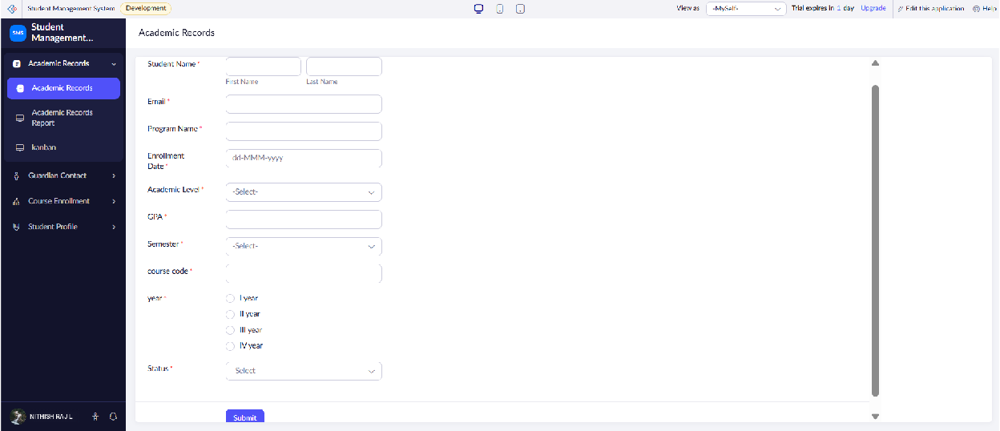 Student Management System Development
View as -MySelf- Trial expires in 1 day Upgrade Edit this application Help
SMS
Student
Management...
Academic Records
Academic Records
Academic Records
Report
kanban
Guardian Contact
Course Enrollment
Student Profile
NITHISH RAJ L
Academic Records
Student Name *
First Name Last Name
Email *
Program Name *
Enrollment
Date *
dd-MMM-yyyy
Academic Level *
-Select-
GPA *
Semester *
-Select-
course code *
year *
I year
II year
III year
IV year
Status *
-Select-
Submit